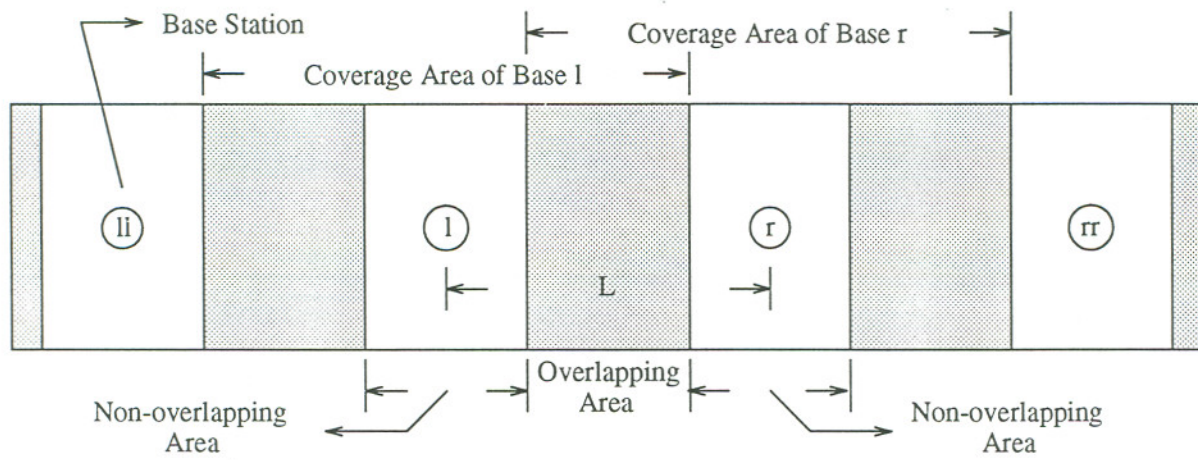 Base Station
Coverage Area of Base r
Coverage Area of Base l
li
l
r
rr
L
Overlapping
Area
Non-overlapping
Area
Non-overlapping
Area